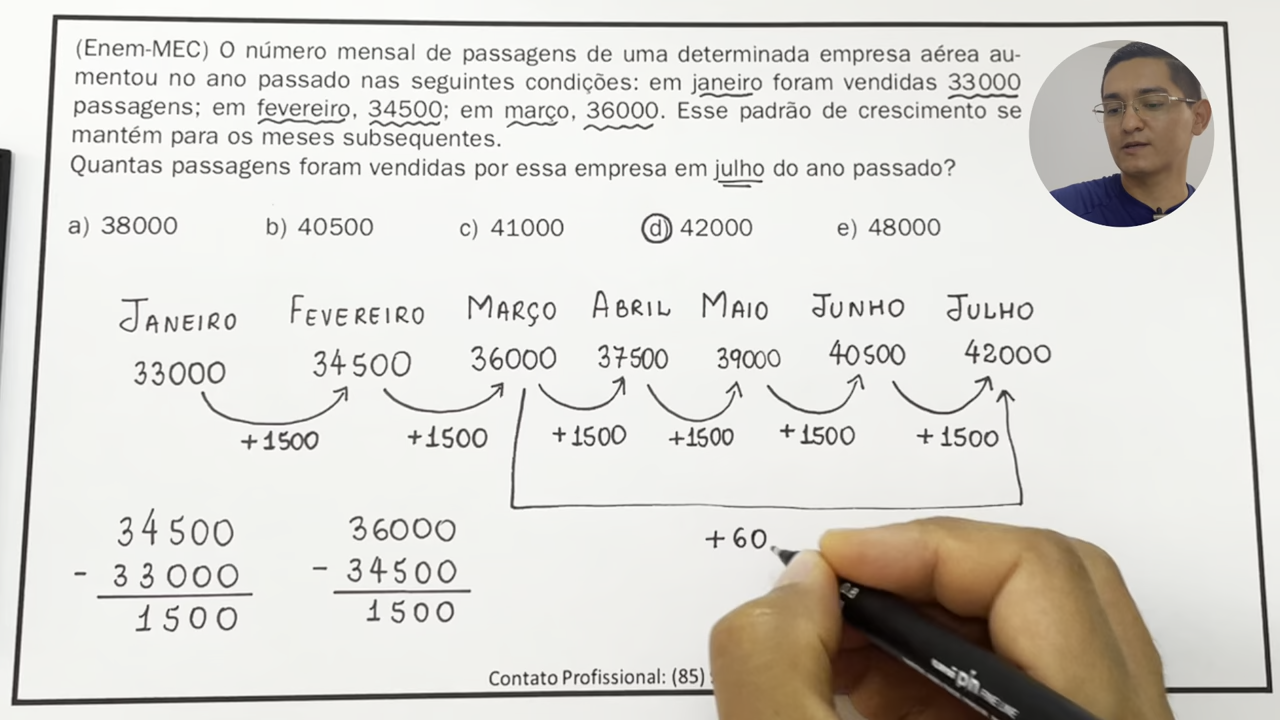 (Enem-MEC) O número mensal de passagens de uma determinada empresa aérea au-
mentou no ano passado nas seguintes condições: em janeiro foram vendidas 33000
passagens; em fevereiro, 34500; em março, 36000. Esse padrão de crescimento se
mantém para os meses subsequentes.
Quantas passagens foram vendidas por essa empresa em julho do ano passado?
a) 38000 b) 40500 c) 41000 d) 42000 e) 48000
JANEIRO FEVEREIRO MARÇO ABRIL MAIO JUNHO JULHO
33000 34500 36000 37500 39000 40500 42000
+1500 +1500 +1500 +1500 +1500 +1500
34500 36000
- 33000 - 34500
1500 1500
+60
Contato Profissional: (85)